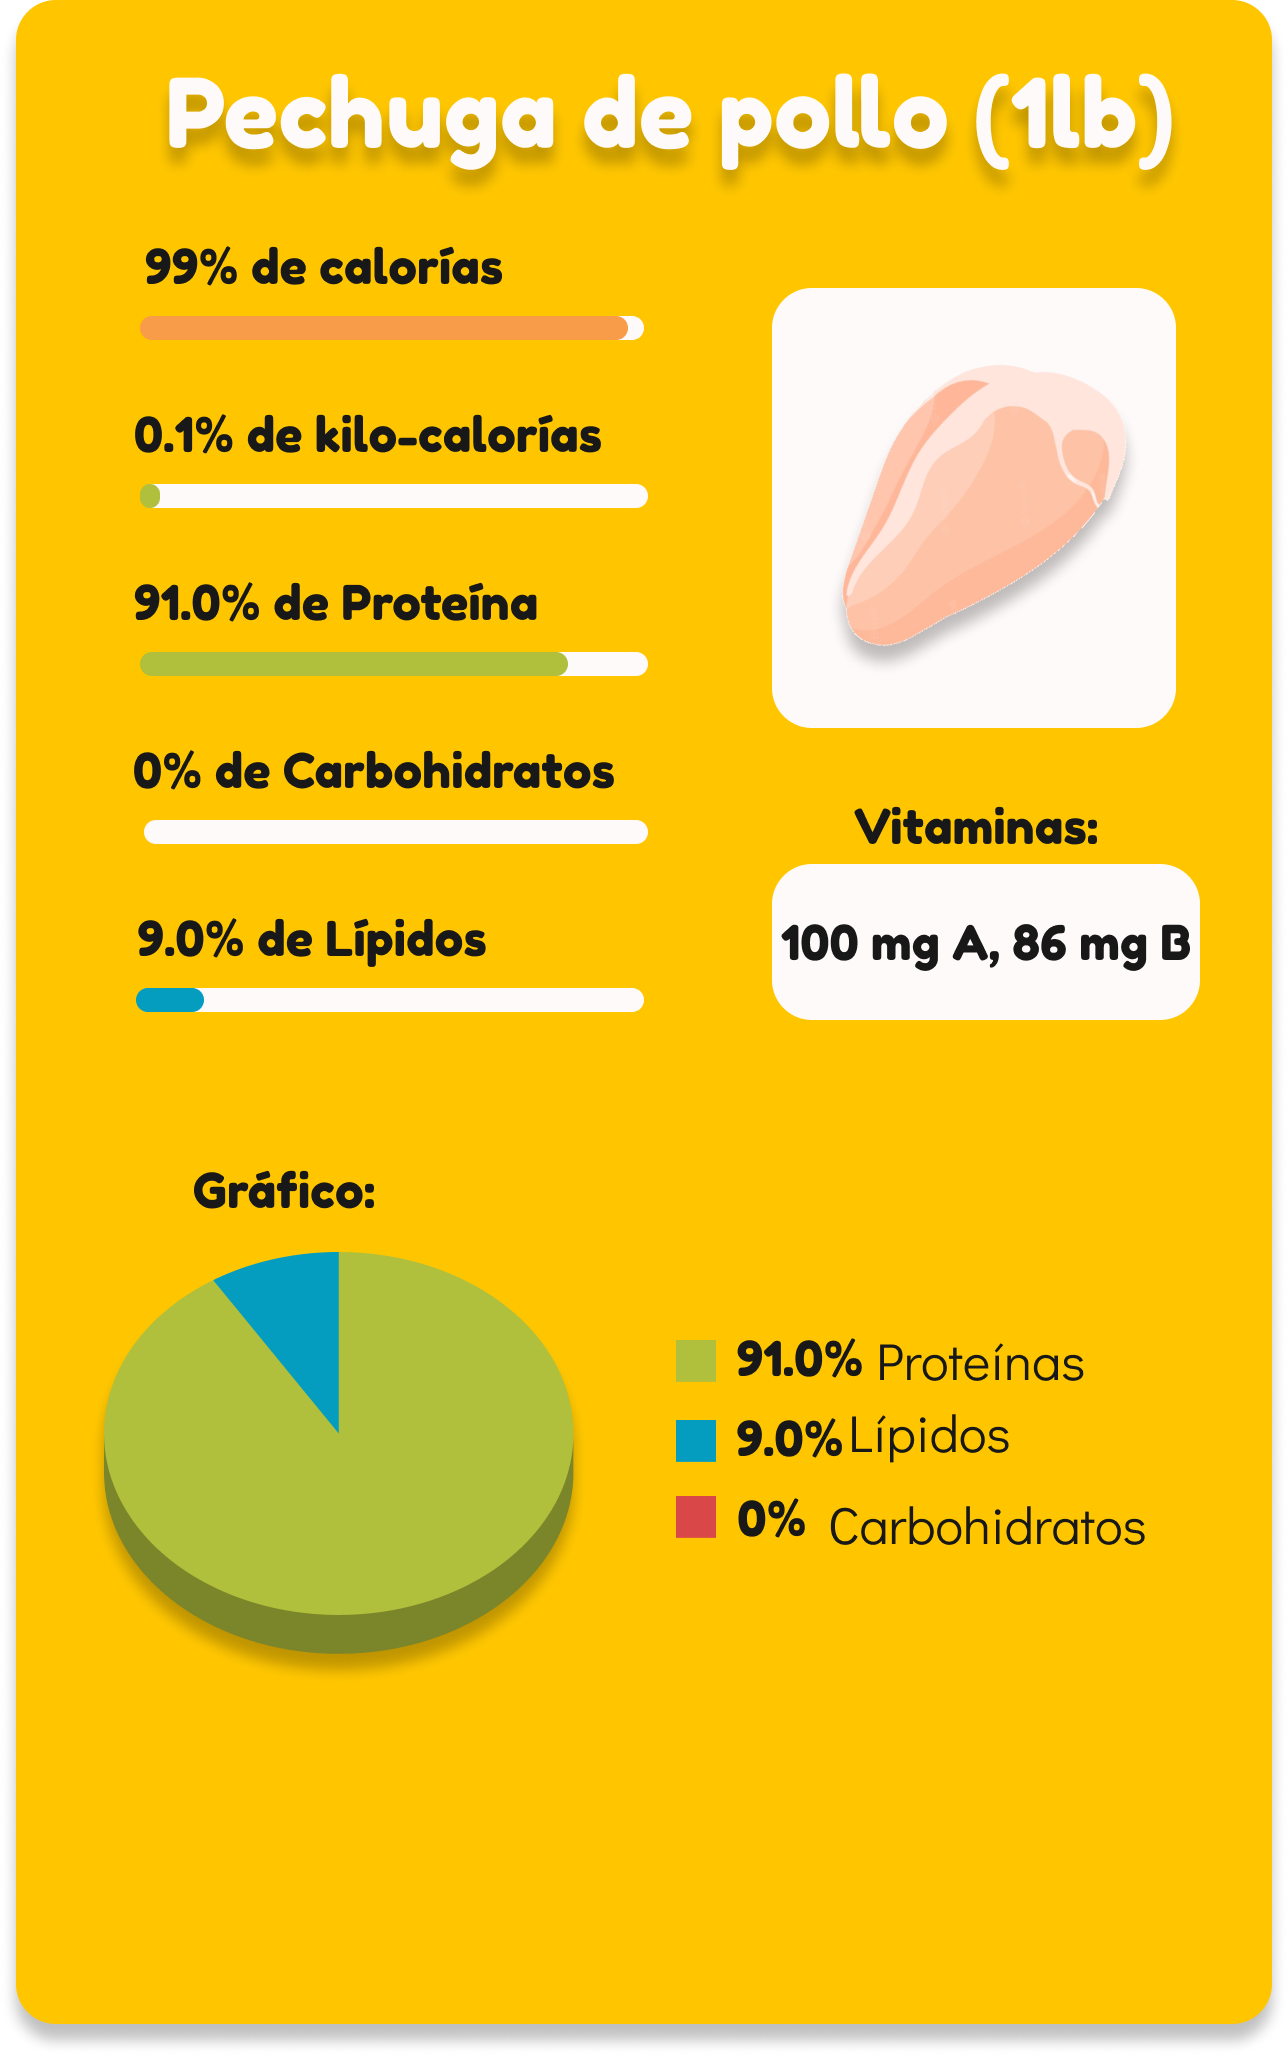 Pechuga de pollo (1lb)
99% de calorías
0.1% de kilo-calorías
91.0% de Proteína
0% de Carbohidratos
9.0% de Lípidos
Vitaminas:
100 mg A, 86 mg B
Gráfico:
91.0% Proteínas
9.0% Lípidos
0% Carbohidratos